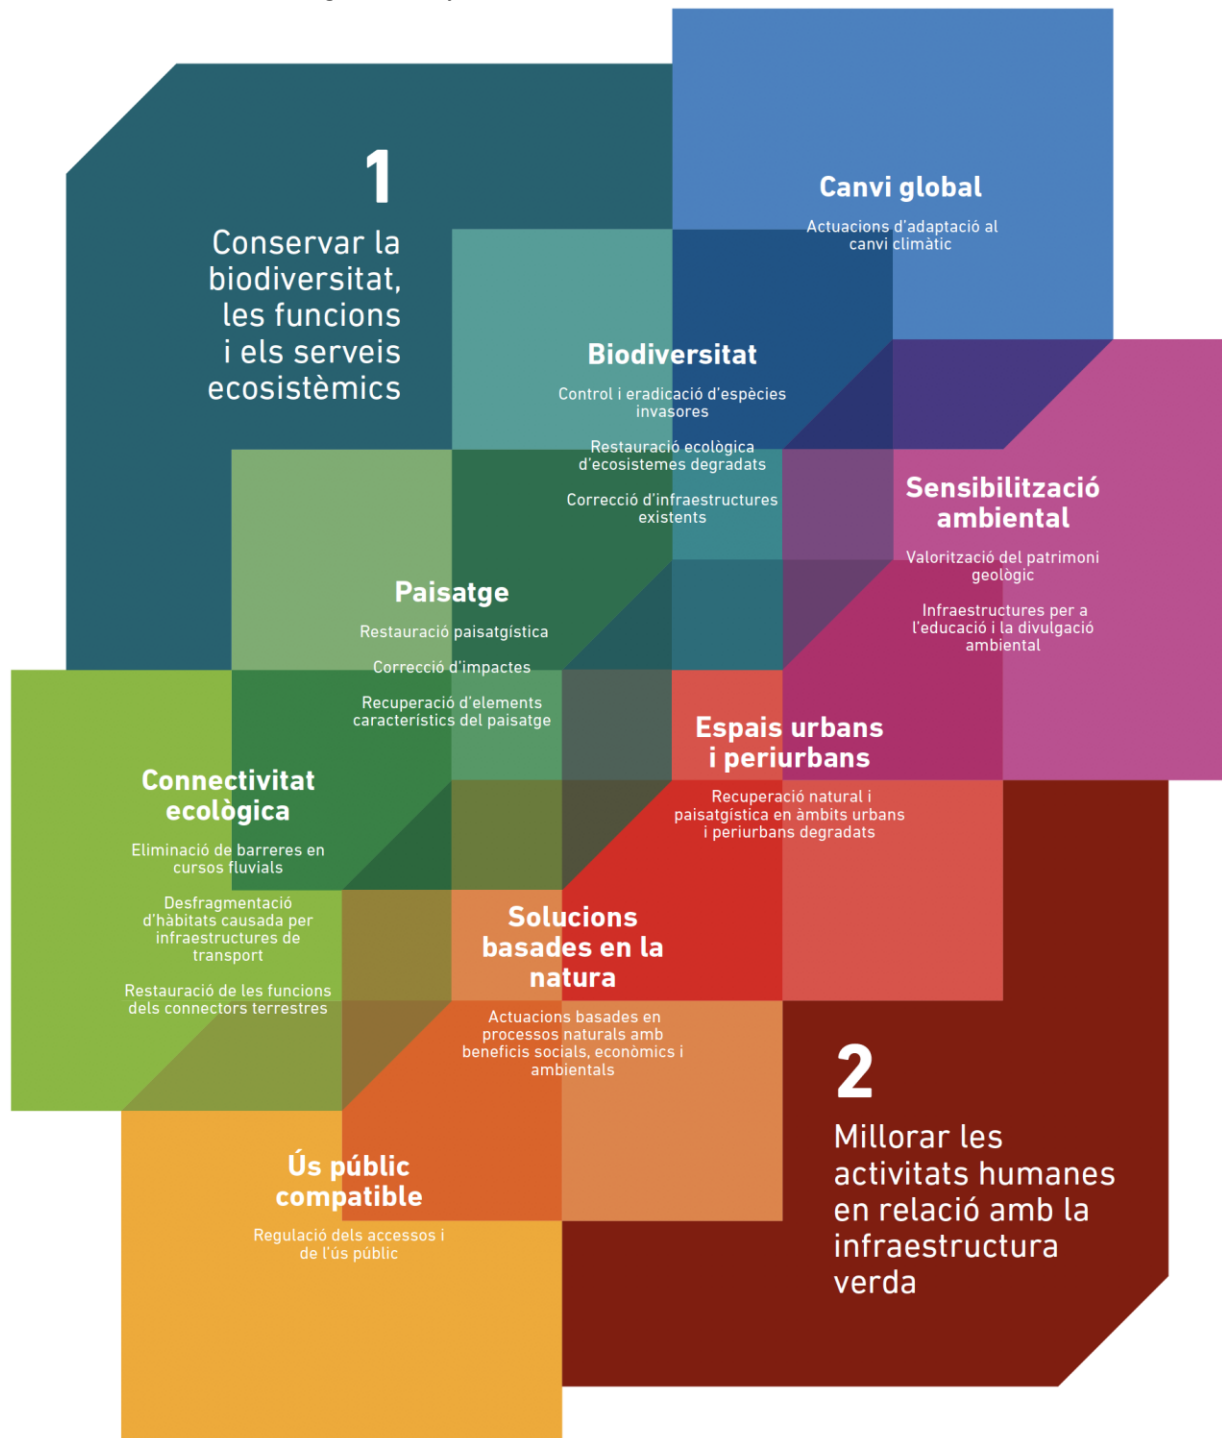 1
Conservar la
biodiversitat,
les funcions
i els serveis
ecosistèmics
Canvi global
Actuacions d'adaptació al
canvi climàtic
Biodiversitat
Control i eradicació d'espècies
invasores
Restauració ecològica
d'ecosistemes degradats
Correcció d'infraestructures
existents
Sensibilització
ambiental
Valorització del patrimoni
geològic
Infraestructures per a
l'educació i la divulgació
ambiental
Paisatge
Restauració paisatgística
Correcció d'impactes
Recuperació d'elements
característics del paisatge
Espais urbans
i periurbans
Recuperació natural i
paisatgística en àmbits urbans
i periurbans degradats
Connectivitat
ecològica
Eliminació de barreres en
cursos fluvials
Desfragmentació
d'hàbitats causada per
infraestructures de
transport
Restauració de les funcions
dels connectors terrestres
Solucions
basades en la
natura
Actuacions basades en
processos naturals amb
beneficis socials, econòmics i
ambientals
Ús públic
compatible
Regulació dels accessos i
de l'ús públic
2
Millorar les
activitats humanes
en relació amb la
infraestructura
verda